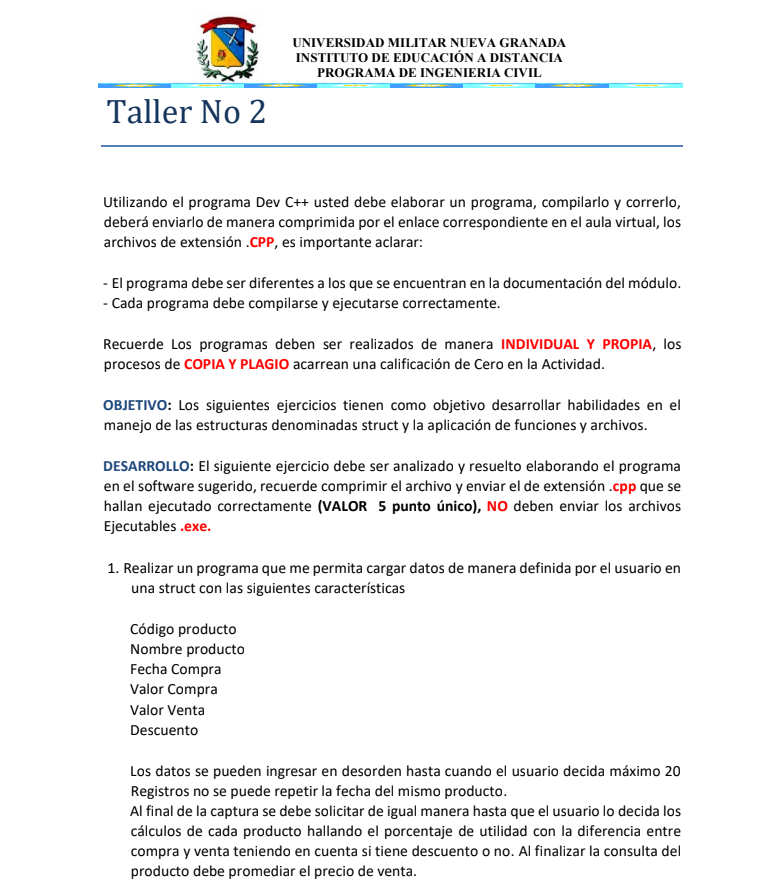 UNIVERSIDAD MILITAR NUEVA GRANADA
INSTITUTO DE EDUCACIÓN A DISTANCIA
PROGRAMA DE INGENIERIA CIVIL
Taller No 2
Utilizando el programa Dev C++ usted debe elaborar un programa, compilarlo y correrlo,
deberá enviarlo de manera comprimida por el enlace correspondiente en el aula virtual, los
archivos de extensión .CPP, es importante aclarar:
- El programa debe ser diferentes a los que se encuentran en la documentación del módulo.
- Cada programa debe compilarse y ejecutarse correctamente.
Recuerde Los programas deben ser realizados de manera INDIVIDUAL Y PROPIA, los
procesos de COPIA Y PLAGIO acarrean una calificación de Cero en la Actividad.
OBJETIVO: Los siguientes ejercicios tienen como objetivo desarrollar habilidades en el
manejo de las estructuras denominadas struct y la aplicación de funciones y archivos.
DESARROLLO: El siguiente ejercicio debe ser analizado y resuelto elaborando el programa
en el software sugerido, recuerde comprimir el archivo y enviar el de extensión .cpp que se
hallan ejecutado correctamente (VALOR 5 punto único), NO deben enviar los archivos
Ejecutables .exe.
1. Realizar un programa que me permita cargar datos de manera definida por el usuario en
una struct con las siguientes características
Código producto
Nombre producto
Fecha Compra
Valor Compra
Valor Venta
Descuento
Los datos se pueden ingresar en desorden hasta cuando el usuario decida máximo 20
Registros no se puede repetir la fecha del mismo producto.
Al final de la captura se debe solicitar de igual manera hasta que el usuario lo decida los
cálculos de cada producto hallando el porcentaje de utilidad con la diferencia entre
compra y venta teniendo en cuenta si tiene descuento o no. Al finalizar la consulta del
producto debe promediar el precio de venta.